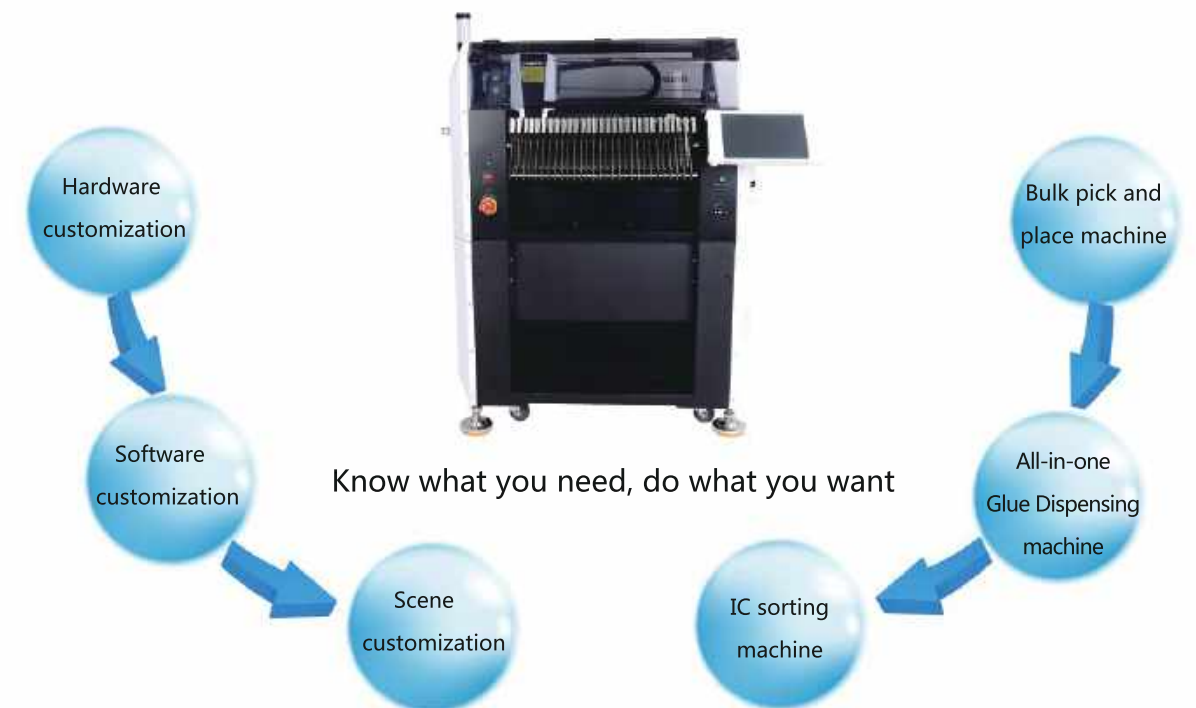 Hardware
customization
Software
customization
Scene
customization
Know what you need, do what you want
Bulk pick and
place machine
All-in-one
Glue Dispensing
machine
IC sorting
machine